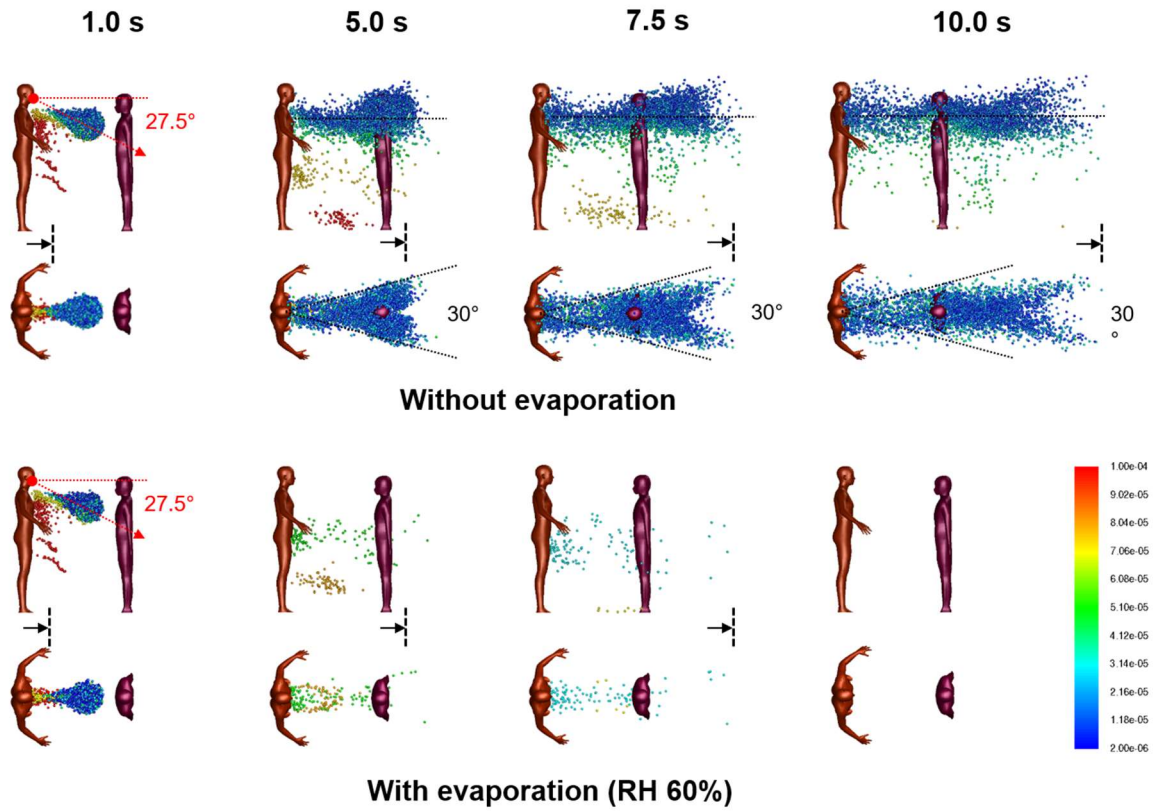 1.0 s 5.0 s 7.5 s 10.0 s
27.5°
30° 30° 30
°
Without evaporation
27.5°
1.00e-04
9.02e-05
8.04e-05
7.06e-05
6.08e-05
5.10e-05
4.12e-05
3.14e-05
2.16e-05
1.18e-05
2.00e-06
With evaporation (RH 60%)